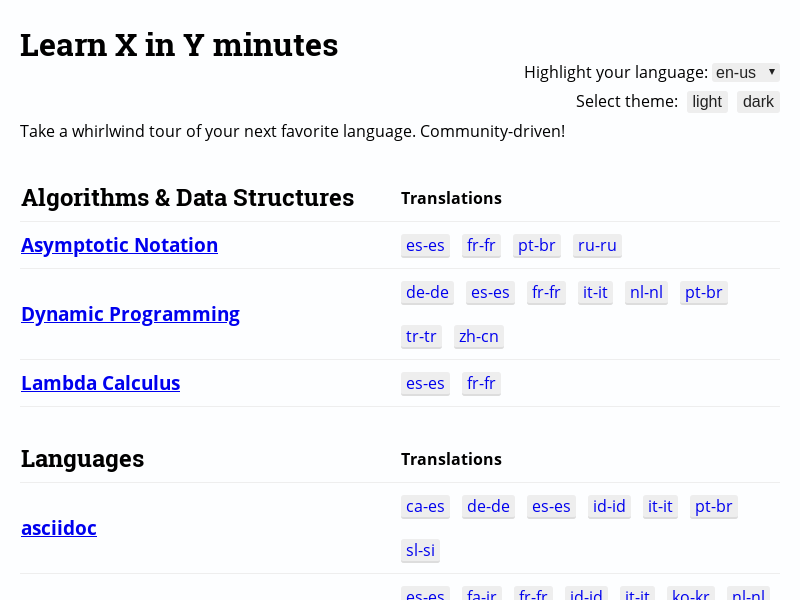 Learn X in Y minutes
Highlight your language: en-us
Select theme: light dark
Take a whirlwind tour of your next favorite language. Community-driven!
Algorithms & Data Structures Translations
Asymptotic Notation es-es fr-fr pt-br ru-ru
Dynamic Programming de-de es-es fr-fr it-it nl-nl pt-br
tr-tr zh-cn
Lambda Calculus es-es fr-fr
Languages Translations
asciidoc ca-es de-de es-es id-id it-it pt-br
sl-si
es-es fa-ir fr-fr id-id it-it ko-kr nl-nl